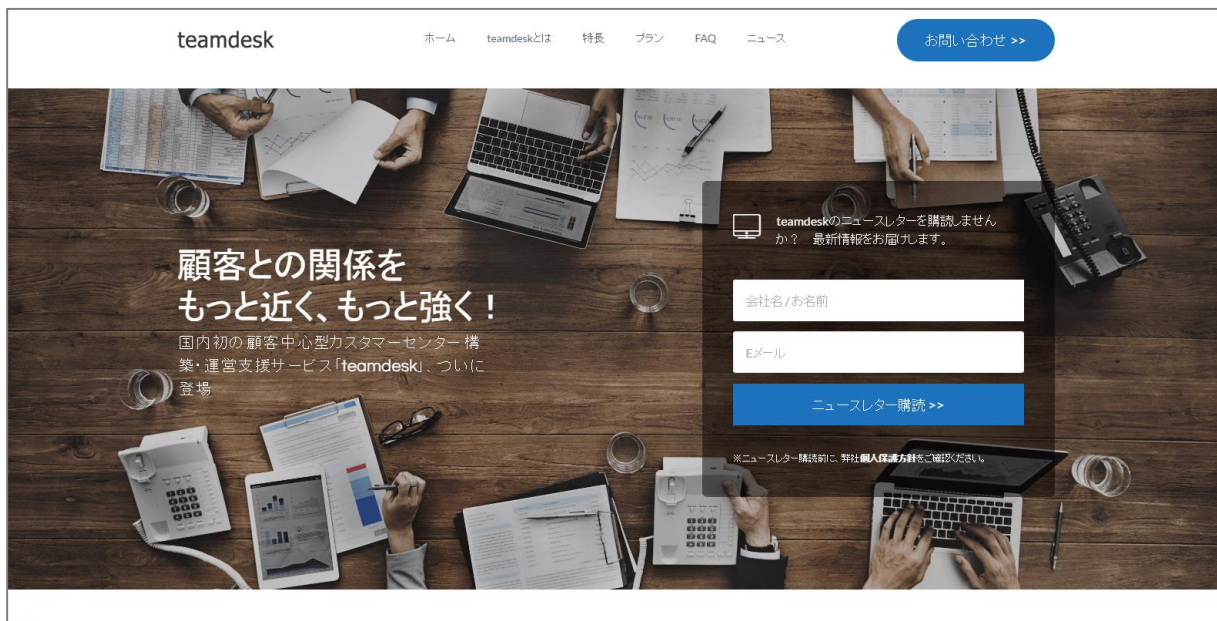 teamdesk
ホーム teamdeskとは 特長 プラン FAQ ニュース
お問い合わせ >>
顧客との関係を
もっと近く、もっと強く！
国内初の顧客中心型カスタマーセンター構
築・運営支援サービス「teamdesk」、ついに
登場
teamdeskのニュースレターを購読しません
か？　最新情報をお届けします。
会社名/お名前
Eメール
ニュースレター購読 >>
※ニュースレター購読前に、弊社個人保護方針をご確認ください。